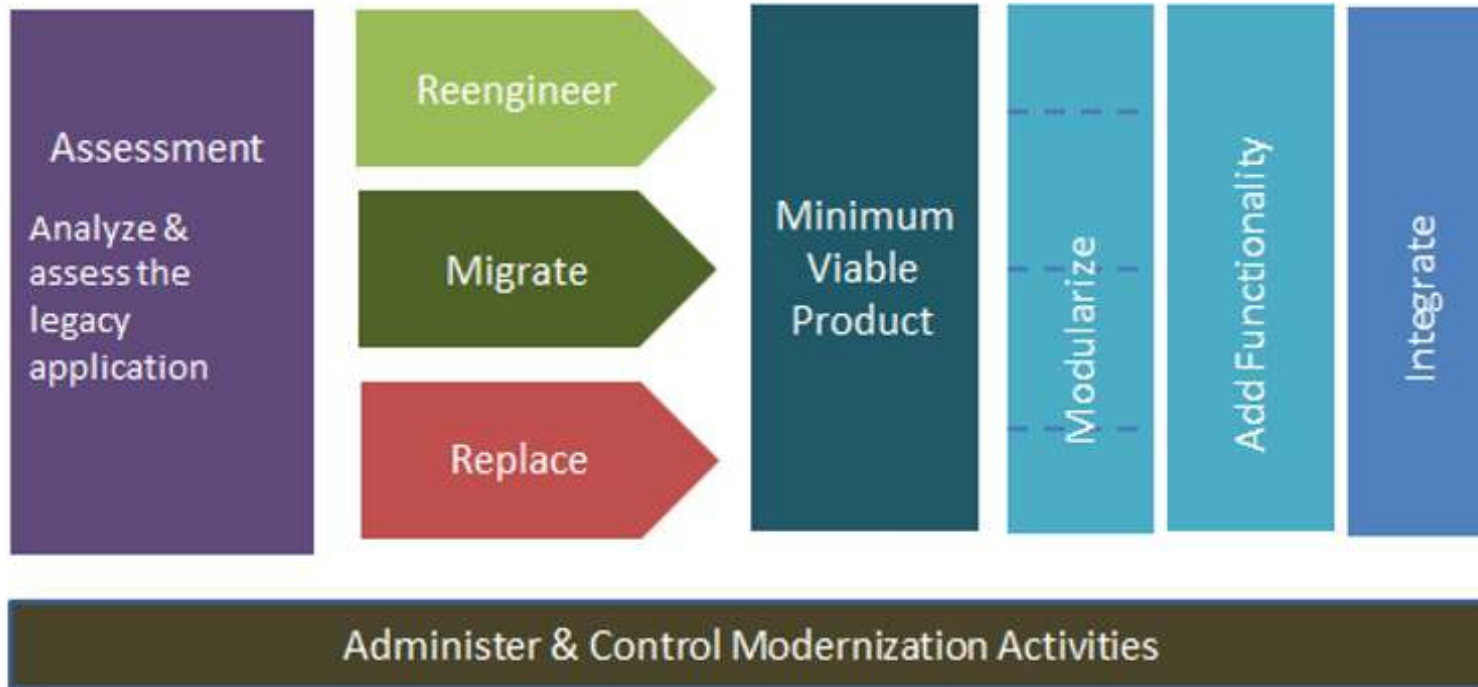 Assessment
Analyze &
assess the
legacy
application
Reengineer
Migrate
Replace
Minimum
Viable
Product
Modularize
Add Functionality
Integrate
Administer & Control Modernization Activities